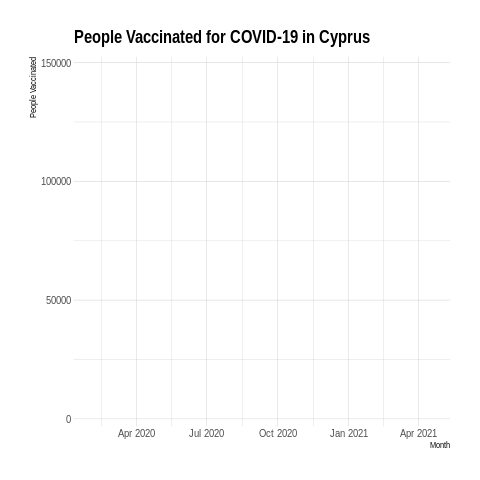 People Vaccinated for COVID-19 in Cyprus
People Vaccinated
150000
100000
50000
0
Apr 2020 Jul 2020 Oct 2020 Jan 2021 Apr 2021
Month